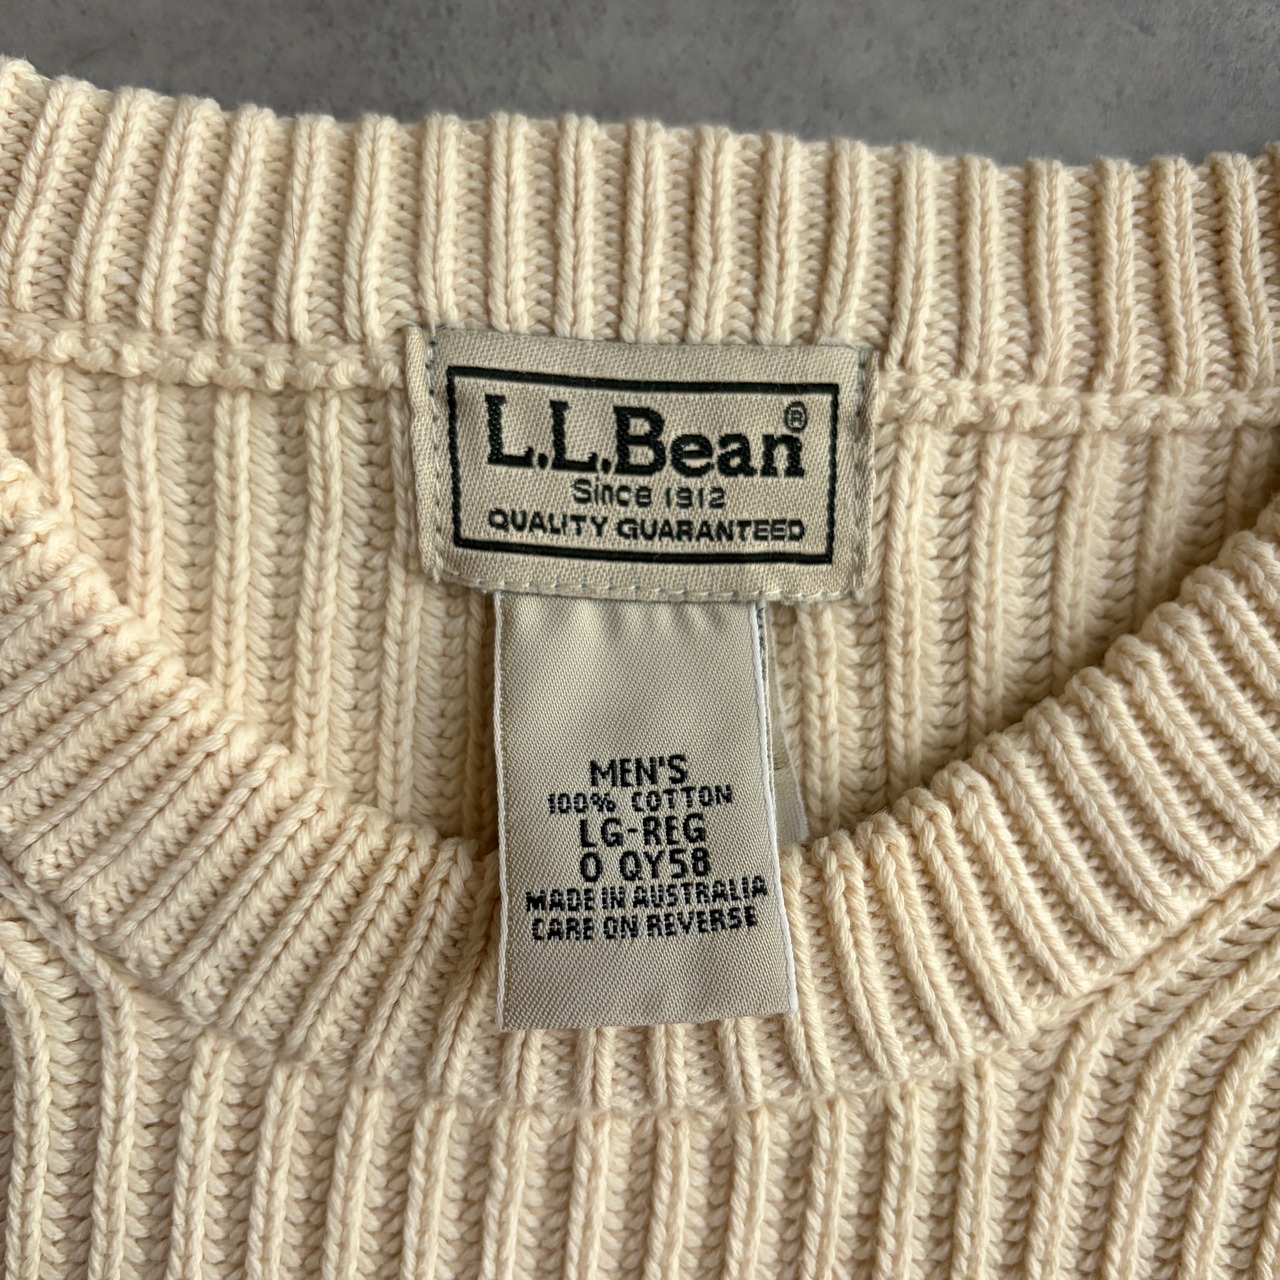 L.L.Bean®
Since 1912
QUALITY GUARANTEED
MEN'S
100% COTTON
LG-REG
0 QY58
MADE IN AUSTRALIA
CARE ON REVERSE